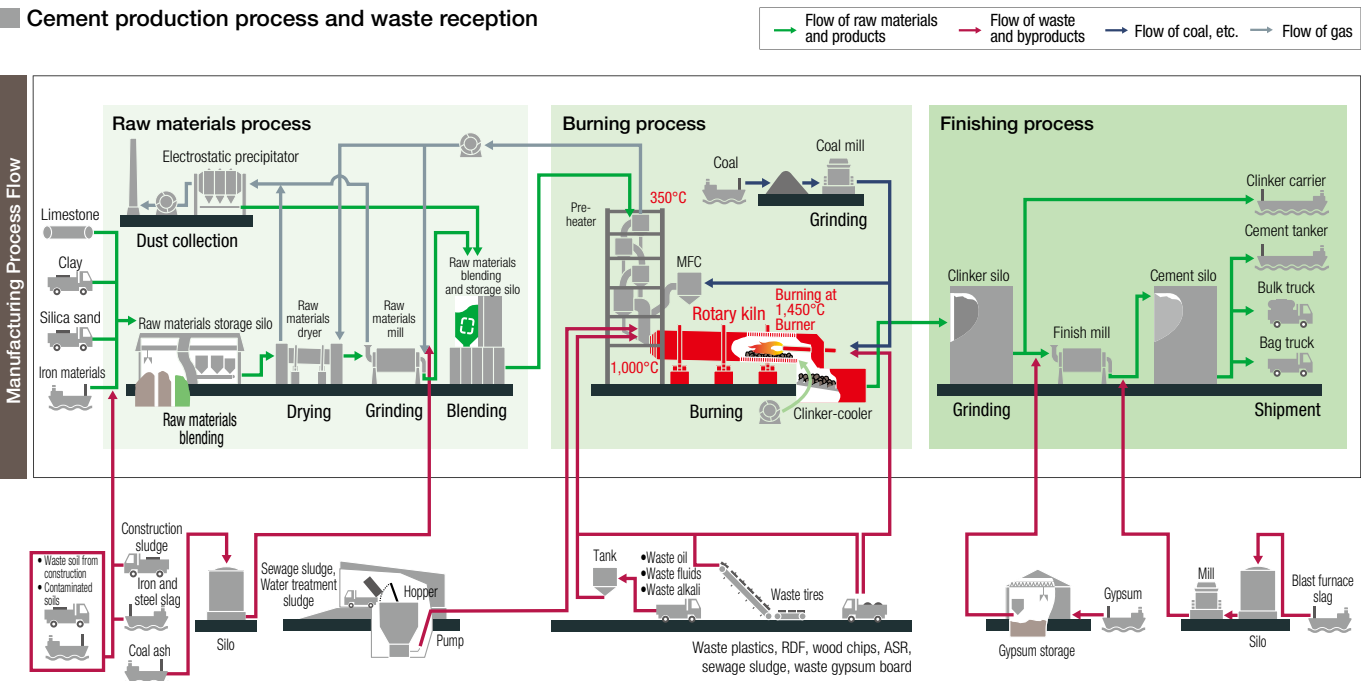 Cement production process and waste reception
Flow of raw materials
and products
Flow of waste
and byproducts
Flow of coal, etc.
Flow of gas
Manufacturing Process Flow
Raw materials process
Electrostatic precipitator
Dust collection
Limestone
Clay
Silica sand
Iron materials
Raw materials storage silo
Raw materials
blending
Raw
materials
dryer
Raw
materials
mill
Raw materials
blending
and storage silo
Drying
Grinding
Blending
Burning process
Coal
Coal mill
Grinding
Pre-
heater
350°C
MFC
Rotary kiln
Burning at
1,450°C
Burner
1,000°C
Burning
Clinker-cooler
Finishing process
Clinker silo
Finish mill
Cement silo
Clinker carrier
Cement tanker
Bulk truck
Bag truck
Grinding
Shipment
• Waste soil from
construction
• Contaminated
soils
Construction
sludge
Iron and
steel slag
Coal ash
Silo
Sewage sludge,
Water treatment
sludge
Hopper
Pump
Tank
•Waste oil
•Waste fluids
•Waste alkali
Waste tires
Waste plastics, RDF, wood chips, ASR,
sewage sludge, waste gypsum board
Gypsum
Gypsum storage
Mill
Silo
Blast furnace
slag